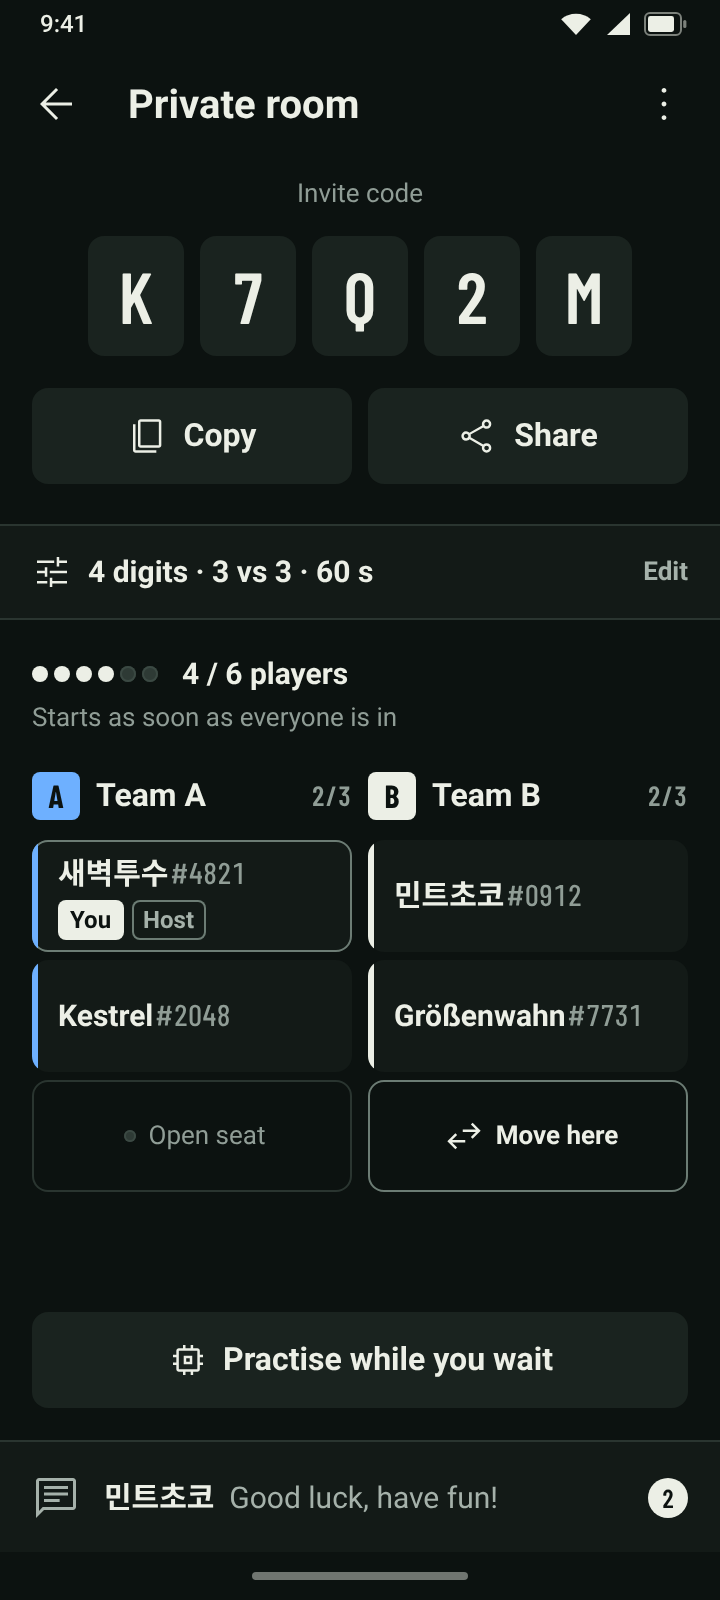 9:41
Private room
Invite code
K 7 Q 2 M
Copy
Share
4 digits · 3 vs 3 · 60 s
Edit
4 / 6 players
Starts as soon as everyone is in
A Team A 2/3
B Team B 2/3
새벽투수#4821
You Host
민트초코#0912
Kestrel#2048
Größenwahn#7731
Open seat
Move here
Practise while you wait
민트초코 Good luck, have fun! 2